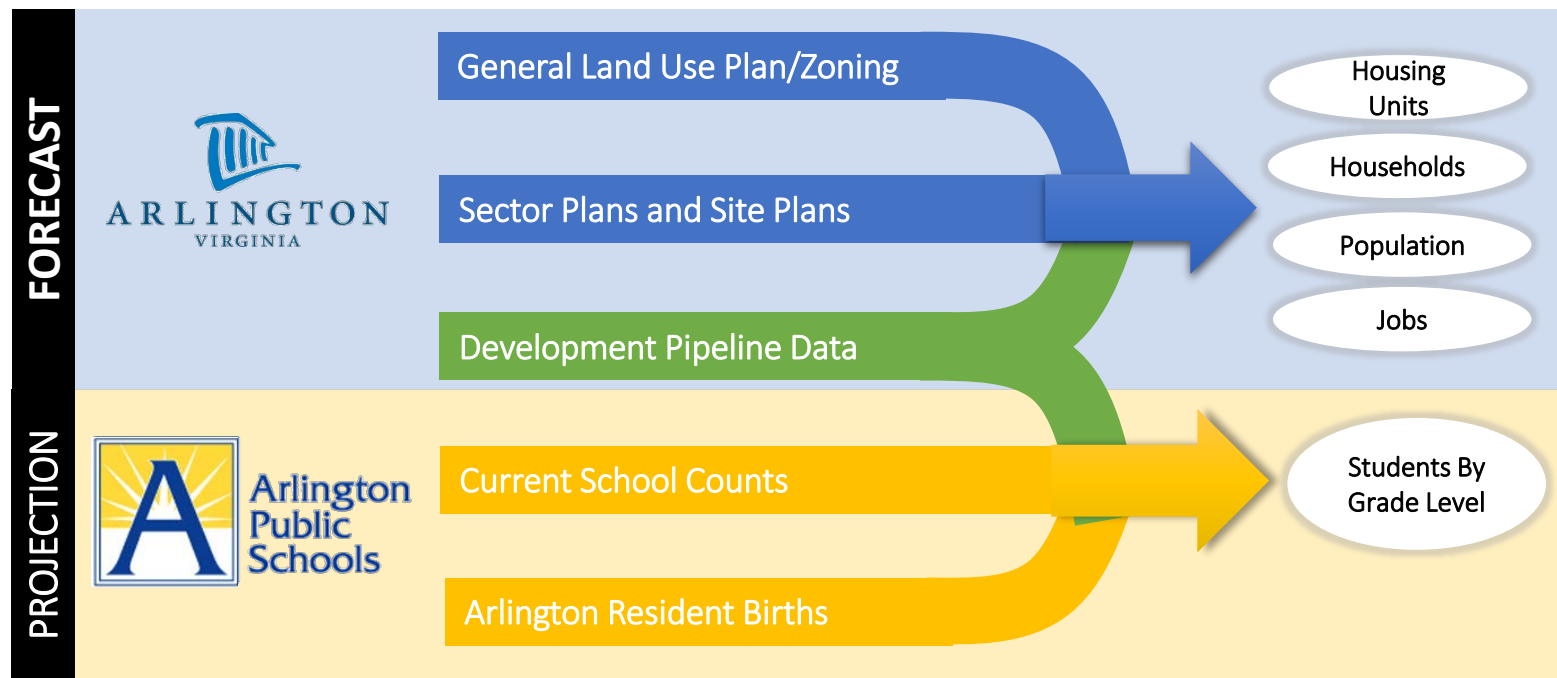 FORECAST
ARLINGTON
VIRGINIA
General Land Use Plan/Zoning
Sector Plans and Site Plans
Development Pipeline Data
Housing
Units
Households
Population
Jobs
PROJECTION
A
Arlington
Public
Schools
Current School Counts
Arlington Resident Births
Students By
Grade Level